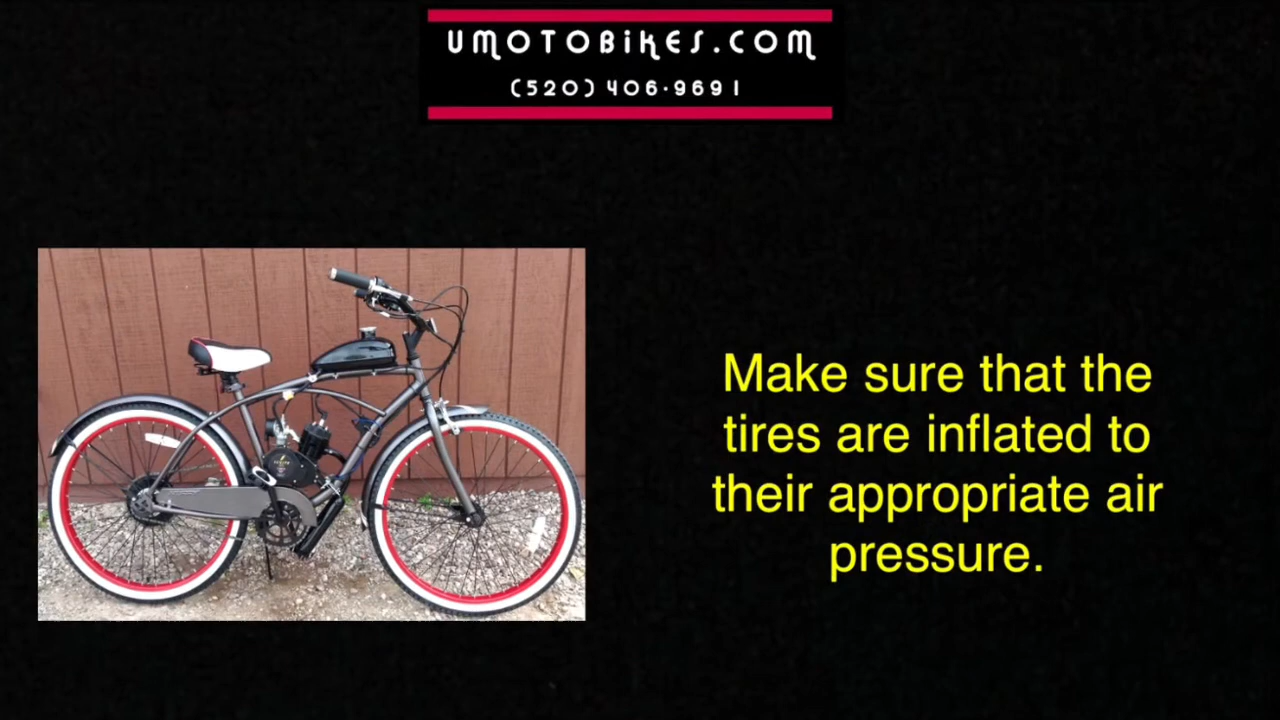 UMOTOBIKES.COM
(520) 406-9691
Make sure that the
tires are inflated to
their appropriate air
pressure.